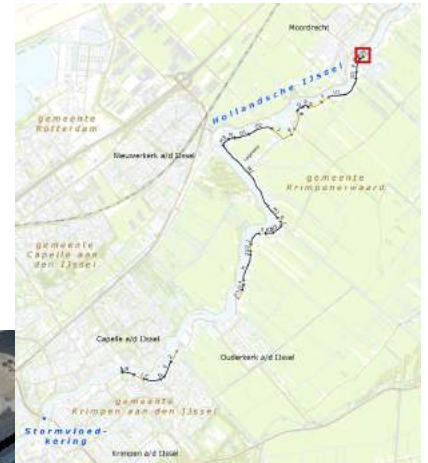 Moordrecht
Hollandsche IJssel
gemeente
Rotterdam
Nieuwerkerk a/d IJssel
gemeente
Krimpenerwaard
gemeente
Capelle aan
den IJssel
Capelle a/d IJssel
Ouderkerk a/d IJssel
gemeente
Krimpen aan den IJssel
Stormvloed-
kering
Krimpen a/d IJssel